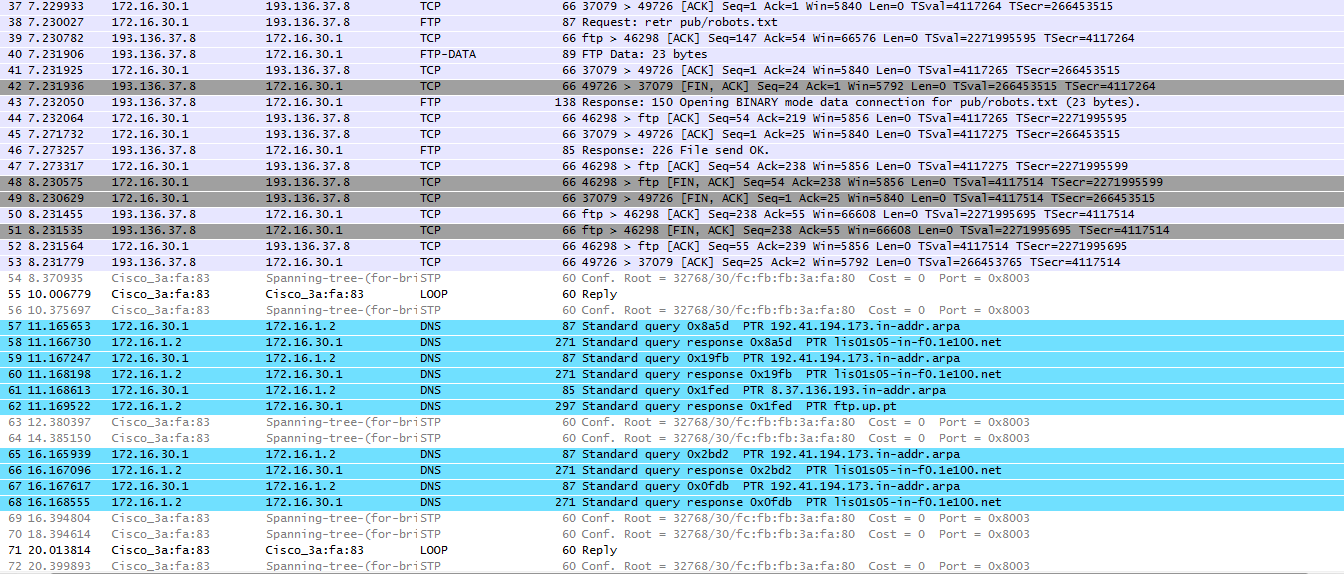 37 7.229933 172.16.30.1 193.136.37.8 TCP 66 37079 > 49726 [ACK] Seq=1 Ack=1 Win=5840 Len=0 TSval=4117264 TSecr=266453515
38 7.230027 172.16.30.1 193.136.37.8 FTP 87 Request: retr pub/robots.txt
39 7.230782 193.136.37.8 172.16.30.1 TCP 66 ftp > 46298 [ACK] Seq=147 Ack=54 Win=66576 Len=0 TSval=2271995595 TSecr=4117264
40 7.231906 193.136.37.8 172.16.30.1 FTP-DATA 89 FTP Data: 23 bytes
41 7.231925 172.16.30.1 193.136.37.8 TCP 66 37079 > 49726 [ACK] Seq=1 Ack=24 Win=5840 Len=0 TSval=4117265 TSecr=266453515
42 7.231936 193.136.37.8 172.16.30.1 TCP 66 49726 > 37079 [FIN, ACK] Seq=24 Ack=1 Win=5792 Len=0 TSval=266453515 TSecr=4117264
43 7.232050 193.136.37.8 172.16.30.1 FTP 138 Response: 150 Opening BINARY mode data connection for pub/robots.txt (23 bytes).
44 7.232064 172.16.30.1 193.136.37.8 TCP 66 46298 > ftp [ACK] Seq=54 Ack=219 Win=5856 Len=0 TSval=4117265 TSecr=2271995595
45 7.271732 172.16.30.1 193.136.37.8 TCP 66 37079 > 49726 [ACK] Seq=1 Ack=25 Win=5840 Len=0 TSval=4117275 TSecr=266453515
46 7.273257 193.136.37.8 172.16.30.1 FTP 85 Response: 226 File send OK.
47 7.273317 172.16.30.1 193.136.37.8 TCP 66 46298 > ftp [ACK] Seq=54 Ack=238 Win=5856 Len=0 TSval=4117275 TSecr=2271995599
48 8.230575 172.16.30.1 193.136.37.8 TCP 66 46298 > ftp [FIN, ACK] Seq=54 Ack=238 Win=5856 Len=0 TSval=4117514 TSecr=2271995599
49 8.230629 172.16.30.1 193.136.37.8 TCP 66 37079 > 49726 [FIN, ACK] Seq=1 Ack=25 Win=5840 Len=0 TSval=4117514 TSecr=266453515
50 8.231455 193.136.37.8 172.16.30.1 TCP 66 ftp > 46298 [ACK] Seq=238 Ack=55 Win=66608 Len=0 TSval=2271995695 TSecr=4117514
51 8.231535 193.136.37.8 172.16.30.1 TCP 66 ftp > 46298 [FIN, ACK] Seq=238 Ack=55 Win=66608 Len=0 TSval=2271995695 TSecr=4117514
52 8.231564 172.16.30.1 193.136.37.8 TCP 66 46298 > ftp [ACK] Seq=55 Ack=239 Win=5856 Len=0 TSval=4117514 TSecr=2271995695
53 8.231779 193.136.37.8 172.16.30.1 TCP 66 49726 > 37079 [ACK] Seq=25 Ack=2 Win=5792 Len=0 TSval=266453765 TSecr=4117514
54 8.370935 Cisco_3a:fa:83 Spanning-tree-(for-bri STP 60 Conf. Root = 32768/30/fc:fb:fb:3a:fa:80 Cost = 0 Port = 0x8003
55 10.006779 Cisco_3a:fa:83 Cisco_3a:fa:83 LOOP 60 Reply
56 10.375697 Cisco_3a:fa:83 Spanning-tree-(for-bri STP 60 Conf. Root = 32768/30/fc:fb:fb:3a:fa:80 Cost = 0 Port = 0x8003
57 11.165653 172.16.30.1 172.16.1.2 DNS 87 Standard query 0x8a5d PTR 192.41.194.173.in-addr.arpa
58 11.166730 172.16.1.2 172.16.30.1 DNS 271 Standard query response 0x8a5d PTR lis01s05-in-f0.1e100.net
59 11.167247 172.16.30.1 172.16.1.2 DNS 87 Standard query 0x19fb PTR 192.41.194.173.in-addr.arpa
60 11.168198 172.16.1.2 172.16.30.1 DNS 271 Standard query response 0x19fb PTR lis01s05-in-f0.1e100.net
61 11.168613 172.16.30.1 172.16.1.2 DNS 85 Standard query 0x1fed PTR 8.37.136.193.in-addr.arpa
62 11.169522 172.16.1.2 172.16.30.1 DNS 297 Standard query response 0x1fed PTR ftp.up.pt
63 12.380397 Cisco_3a:fa:83 Spanning-tree-(for-bri STP 60 Conf. Root = 32768/30/fc:fb:fb:3a:fa:80 Cost = 0 Port = 0x8003
64 14.385150 Cisco_3a:fa:83 Spanning-tree-(for-bri STP 60 Conf. Root = 32768/30/fc:fb:fb:3a:fa:80 Cost = 0 Port = 0x8003
65 16.165939 172.16.30.1 172.16.1.2 DNS 87 Standard query 0x2bd2 PTR 192.41.194.173.in-addr.arpa
66 16.167096 172.16.1.2 172.16.30.1 DNS 271 Standard query response 0x2bd2 PTR lis01s05-in-f0.1e100.net
67 16.167617 172.16.30.1 172.16.1.2 DNS 87 Standard query 0x0fdb PTR 192.41.194.173.in-addr.arpa
68 16.168555 172.16.1.2 172.16.30.1 DNS 271 Standard query response 0x0fdb PTR lis01s05-in-f0.1e100.net
69 16.394804 Cisco_3a:fa:83 Spanning-tree-(for-bri STP 60 Conf. Root = 32768/30/fc:fb:fb:3a:fa:80 Cost = 0 Port = 0x8003
70 18.394614 Cisco_3a:fa:83 Spanning-tree-(for-bri STP 60 Conf. Root = 32768/30/fc:fb:fb:3a:fa:80 Cost = 0 Port = 0x8003
71 20.013814 Cisco_3a:fa:83 Cisco_3a:fa:83 LOOP 60 Reply
72 20.399893 Cisco_3a:fa:83 Spanning-tree-(for-bri STP 60 Conf. Root = 32768/30/fc:fb:fb:3a:fa:80 Cost = 0 Port = 0x8003